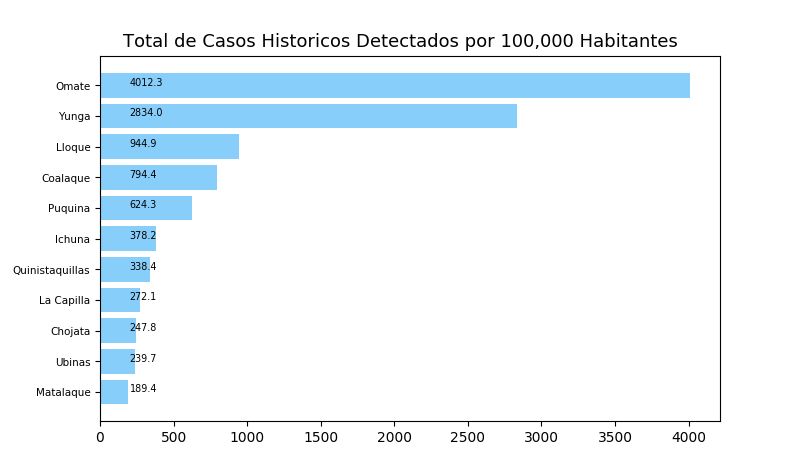 Total de Casos Historicos Detectados por 100,000 Habitantes
Omate 4012.3
Yunga 2834.0
Lloque 944.9
Coalaque 794.4
Puquina 624.3
Ichuna 378.2
Quinistaquillas 338.4
La Capilla 272.1
Chojata 247.8
Ubinas 239.7
Matalaque 189.4
0 500 1000 1500 2000 2500 3000 3500 4000